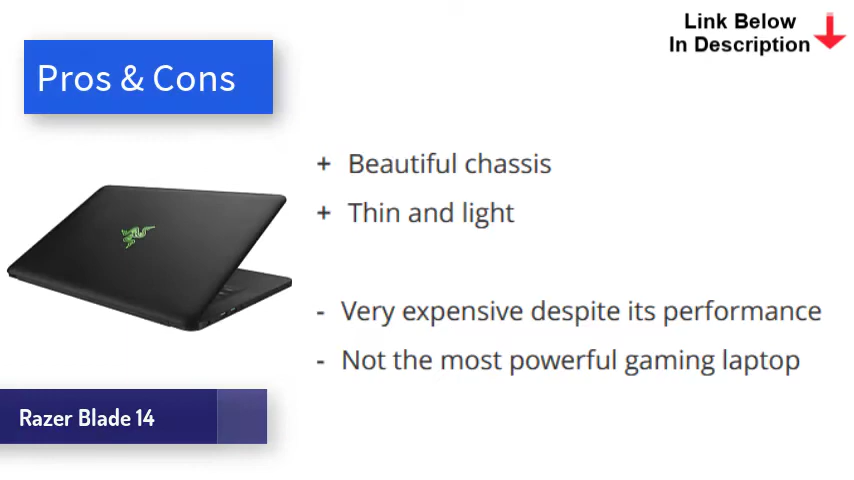 Link Below
In Description
Pros & Cons
+ Beautiful chassis
+ Thin and light
- Very expensive despite its performance
- Not the most powerful gaming laptop
Razer Blade 14